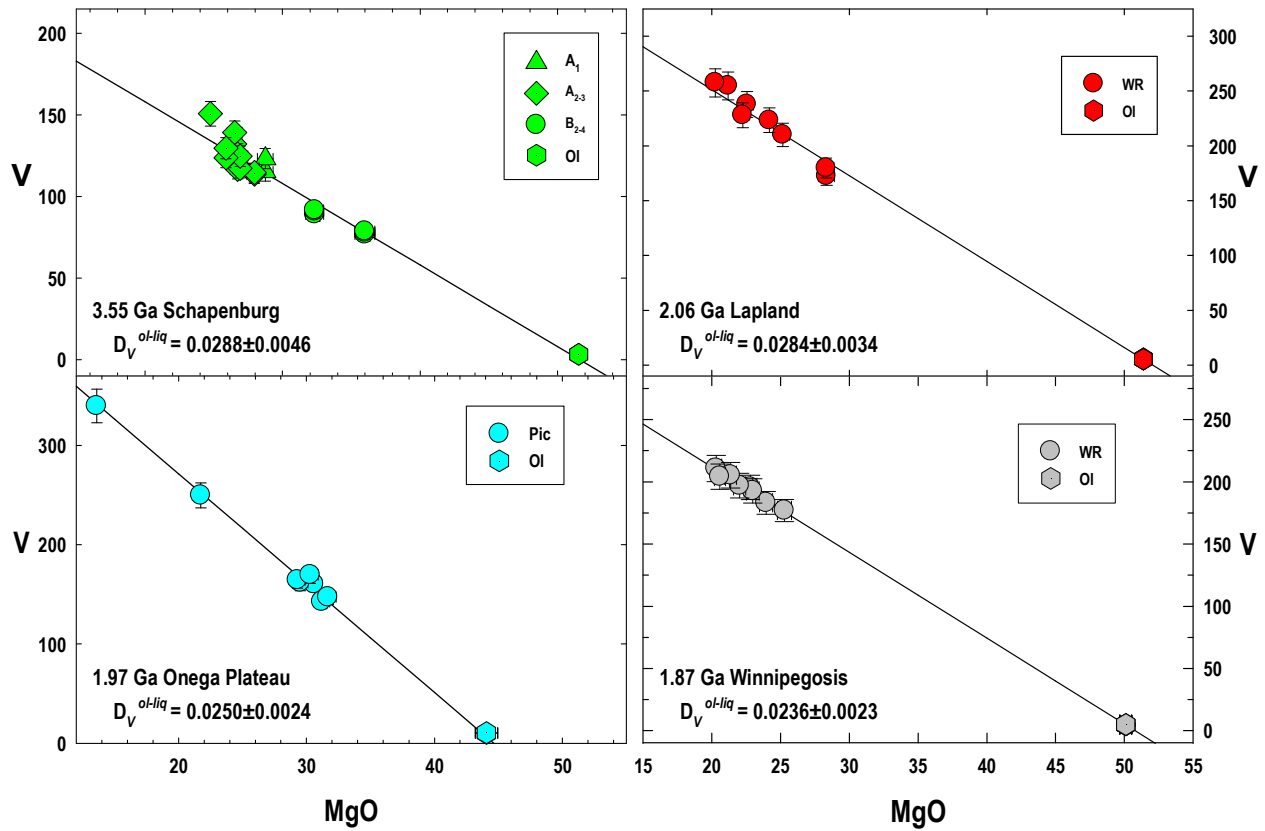 200
150
100
50
0
V
A1
A2-3
B2-4
Ol
3.55 Ga Schapenburg
DV ol-liq = 0.0288±0.0046
300
250
200
150
100
50
0
V
WR
Ol
2.06 Ga Lapland
DV ol-liq = 0.0284±0.0034
300
200
100
0
V
Pic
Ol
1.97 Ga Onega Plateau
DV ol-liq = 0.0250±0.0024
20 30 40 50
MgO
250
200
150
100
50
0
V
WR
Ol
1.87 Ga Winnipegosis
DV ol-liq = 0.0236±0.0023
15 20 25 30 35 40 45 50 55
MgO